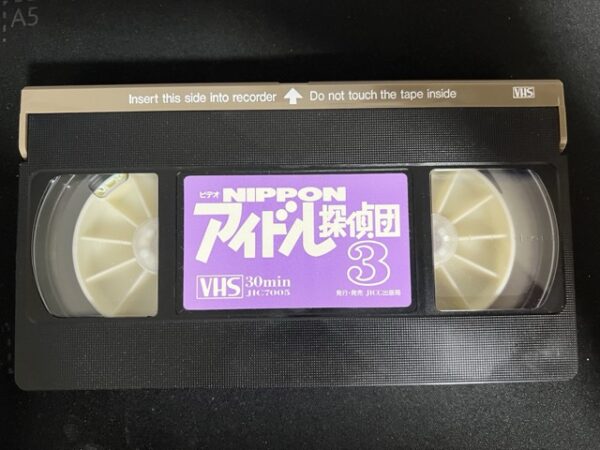 A5
Insert this side into recorder ⬆ Do not touch the tape inside VHS
ビデオ NIPPON
アイドル探偵団
3
VHS 30min
JIC7005
発行・発売 JICC出版局